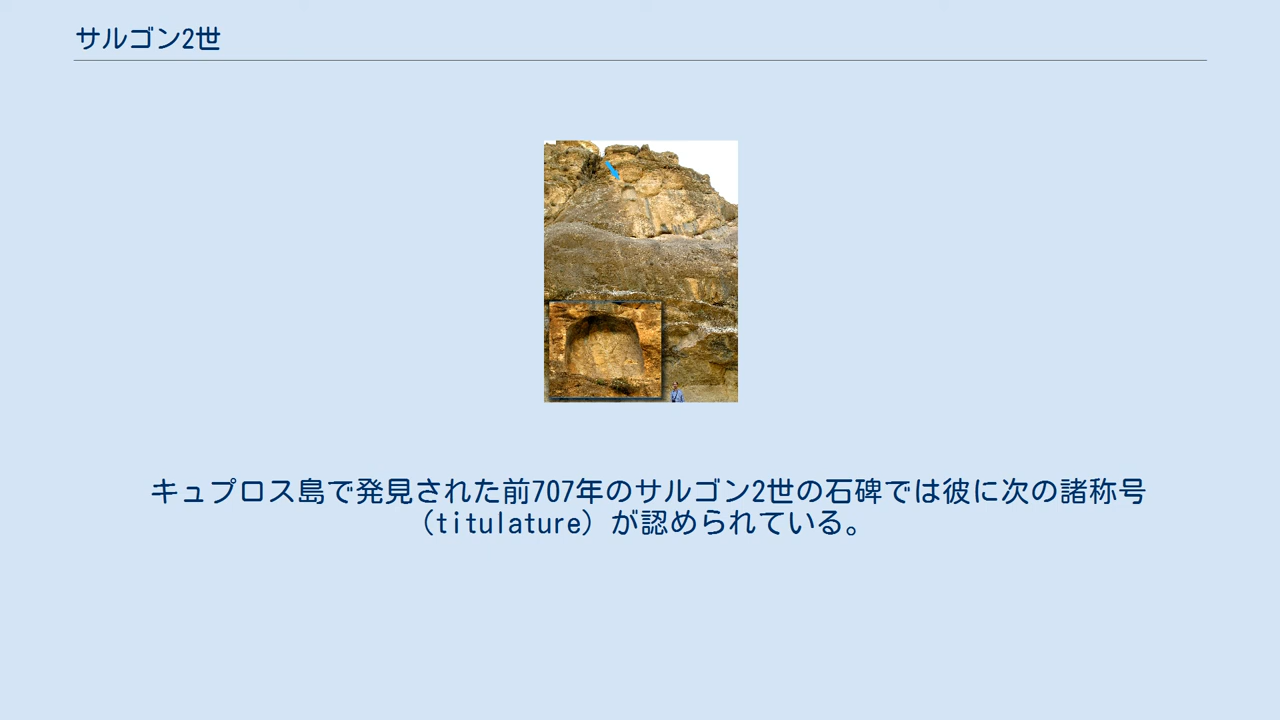 サルゴン2世
キュプロス島で発見された前707年のサルゴン2世の石碑では彼に次の諸称号
（titulature）が認められている。